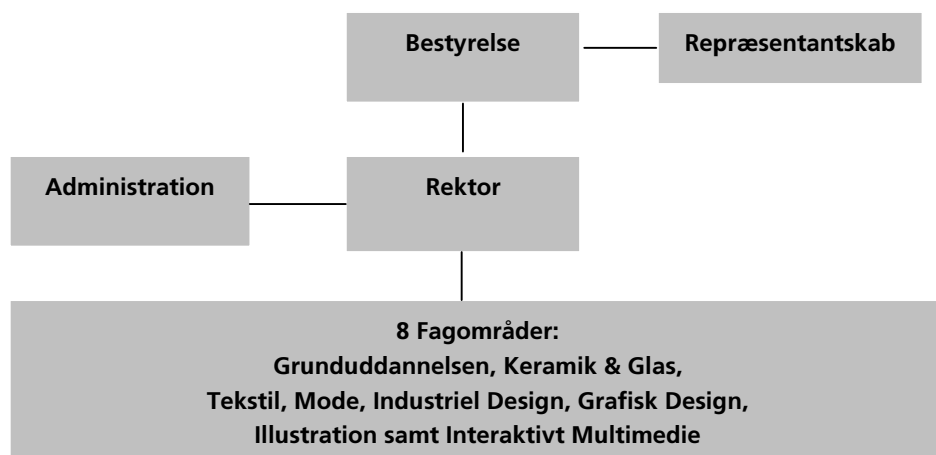 Bestyrelse
Repræsentantskab
Administration
Rektor
8 Fagområder:
Grunduddannelsen, Keramik & Glas,
Tekstil, Mode, Industriel Design, Grafisk Design,
Illustration samt Interaktivt Multimedie